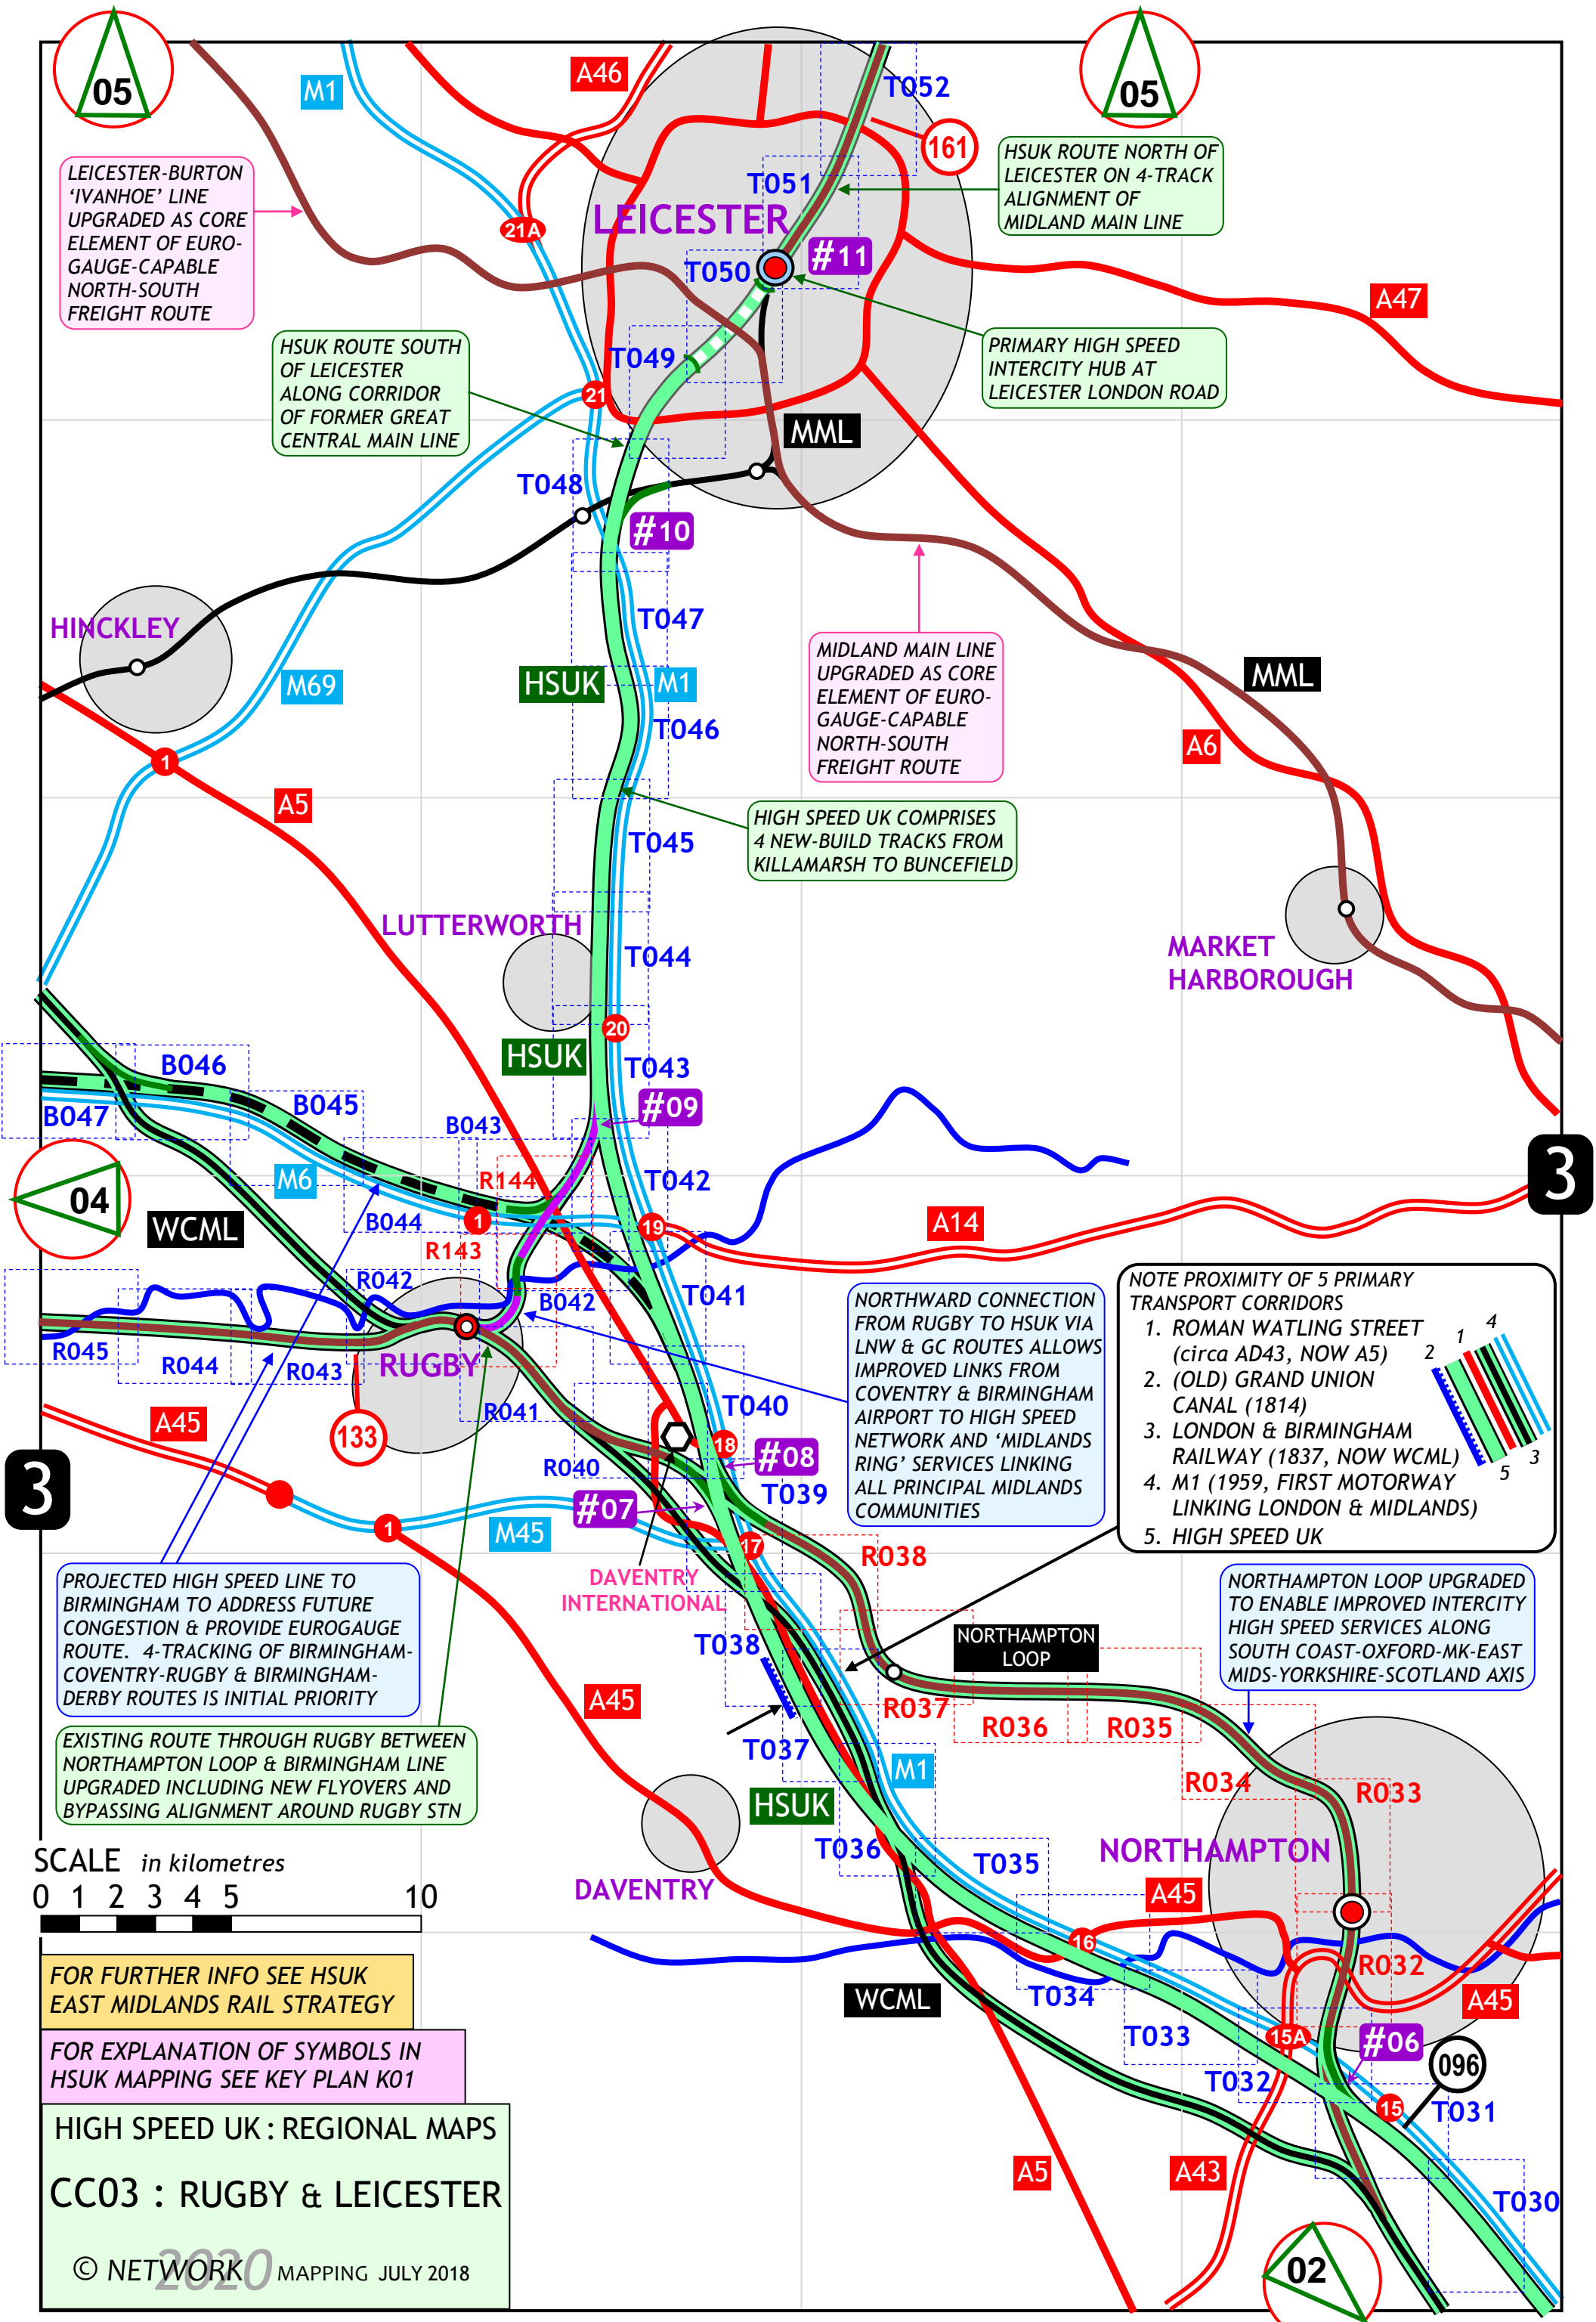 05
05
M1
A46
T052
161
LEICESTER-BURTON
‘IVANHOE’ LINE
UPGRADED AS CORE
ELEMENT OF EURO-
GAUGE-CAPABLE
NORTH-SOUTH
FREIGHT ROUTE
HSUK ROUTE NORTH OF
LEICESTER ON 4-TRACK
ALIGNMENT OF
MIDLAND MAIN LINE
T051
LEICESTER
21A
#11
T050
A47
HSUK ROUTE SOUTH
OF LEICESTER
ALONG CORRIDOR
OF FORMER GREAT
CENTRAL MAIN LINE
T049
PRIMARY HIGH SPEED
INTERCITY HUB AT
LEICESTER LONDON ROAD
21
MML
T048
#10
HINCKLEY
T047
M69
HSUK
M1
MIDLAND MAIN LINE
UPGRADED AS CORE
ELEMENT OF EURO-
GAUGE-CAPABLE
NORTH-SOUTH
FREIGHT ROUTE
MML
T046
A6
1
A5
HIGH SPEED UK COMPRISES
4 NEW-BUILD TRACKS FROM
KILLAMARSH TO BUNCEFIELD
T045
LUTTERWORTH
T044
MARKET
HARBOROUGH
20
HSUK
T043
B046
B047
B045
#09
B043
M6
R144
T042
04
3
WCML
B044
1
19
A14
R143
R042
B042
T041
R045
R044
R043
RUGBY
NORTHWARD CONNECTION
FROM RUGBY TO HSUK VIA
LNW & GC ROUTES ALLOWS
IMPROVED LINKS FROM
COVENTRY & BIRMINGHAM
AIRPORT TO HIGH SPEED
NETWORK AND ‘MIDLANDS
RING’ SERVICES LINKING
ALL PRINCIPAL MIDLANDS
COMMUNITIES
NOTE PROXIMITY OF 5 PRIMARY
TRANSPORT CORRIDORS
1. ROMAN WATLING STREET
(circa AD43, NOW A5)
2. (OLD) GRAND UNION
CANAL (1814)
3. LONDON & BIRMINGHAM
RAILWAY (1837, NOW WCML)
4. M1 (1959, FIRST MOTORWAY
LINKING LONDON & MIDLANDS)
5. HIGH SPEED UK
2
1
4
5
3
A45
133
R041
T040
18
#08
3
R040
T039
#07
1
M45
17
R038
DAVENTRY
INTERNATIONAL
PROJECTED HIGH SPEED LINE TO
BIRMINGHAM TO ADDRESS FUTURE
CONGESTION & PROVIDE EUROGAUGE
ROUTE. 4-TRACKING OF BIRMINGHAM-
COVENTRY-RUGBY & BIRMINGHAM-
DERBY ROUTES IS INITIAL PRIORITY
NORTHAMPTON LOOP UPGRADED
TO ENABLE IMPROVED INTERCITY
HIGH SPEED SERVICES ALONG
SOUTH COAST-OXFORD-MK-EAST
MIDS-YORKSHIRE-SCOTLAND AXIS
T038
NORTHAMPTON
LOOP
A45
R037
R036
R035
EXISTING ROUTE THROUGH RUGBY BETWEEN
NORTHAMPTON LOOP & BIRMINGHAM LINE
UPGRADED INCLUDING NEW FLYOVERS AND
BYPASSING ALIGNMENT AROUND RUGBY STN
T037
M1
R034
R033
HSUK
T036
T035
NORTHAMPTON
SCALE in kilometres
0 1 2 3 4 5 10
DAVENTRY
A45
16
R032
FOR FURTHER INFO SEE HSUK
EAST MIDLANDS RAIL STRATEGY
WCML
T034
A45
T033
15A
#06
FOR EXPLANATION OF SYMBOLS IN
HSUK MAPPING SEE KEY PLAN K01
096
T032
15
T031
HIGH SPEED UK : REGIONAL MAPS
CC03 : RUGBY & LEICESTER
© NETWORK 2020 MAPPING JULY 2018
A5
A43
T030
02